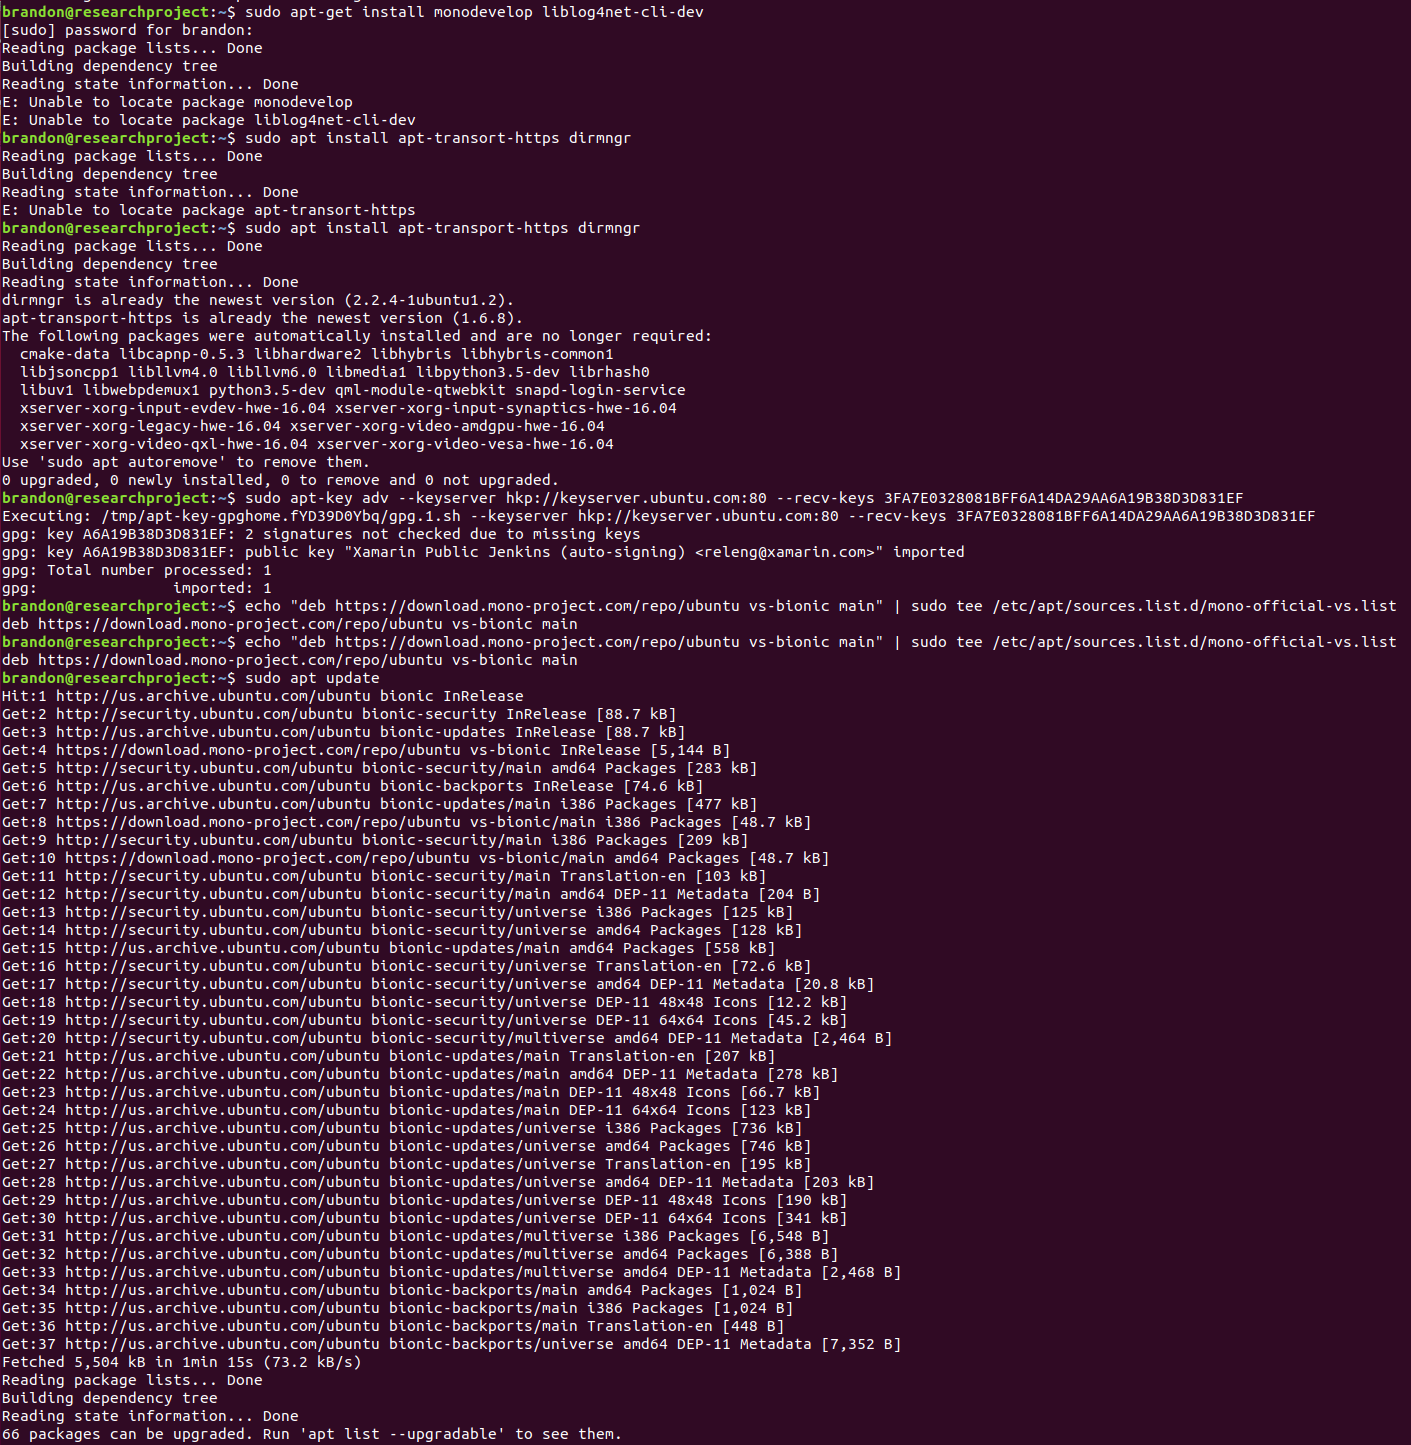 brandon@researchproject:~$ sudo apt-get install monodevelop liblog4net-cli-dev
[sudo] password for brandon:
Reading package lists... Done
Building dependency tree
Reading state information... Done
E: Unable to locate package monodevelop
E: Unable to locate package liblog4net-cli-dev
brandon@researchproject:~$ sudo apt install apt-transort-https dirmngr
Reading package lists... Done
Building dependency tree
Reading state information... Done
E: Unable to locate package apt-transort-https
brandon@researchproject:~$ sudo apt install apt-transport-https dirmngr
Reading package lists... Done
Building dependency tree
Reading state information... Done
dirmngr is already the newest version (2.2.4-1ubuntu1.2).
apt-transport-https is already the newest version (1.6.8).
The following packages were automatically installed and are no longer required:
  cmake-data libcapnp-0.5.3 libhardware2 libhybris libhybris-common1
  libjsoncpp1 libllvm4.0 libllvm6.0 libmedia1 libpython3.5-dev librhash0
  libuv1 libwebpdemux1 python3.5-dev qml-module-qtwebkit snapd-login-service
  xserver-xorg-input-evdev-hwe-16.04 xserver-xorg-input-synaptics-hwe-16.04
  xserver-xorg-legacy-hwe-16.04 xserver-xorg-video-amdgpu-hwe-16.04
  xserver-xorg-video-qxl-hwe-16.04 xserver-xorg-video-vesa-hwe-16.04
Use 'sudo apt autoremove' to remove them.
0 upgraded, 0 newly installed, 0 to remove and 0 not upgraded.
brandon@researchproject:~$ sudo apt-key adv --keyserver hkp://keyserver.ubuntu.com:80 --recv-keys 3FA7E0328081BFF6A14DA29AA6A19B38D3D831EF
Executing: /tmp/apt-key-gpghome.fYD39D0Ybq/gpg.1.sh --keyserver hkp://keyserver.ubuntu.com:80 --recv-keys 3FA7E0328081BFF6A14DA29AA6A19B38D3D831EF
gpg: key A6A19B38D3D831EF: 2 signatures not checked due to missing keys
gpg: key A6A19B38D3D831EF: public key "Xamarin Public Jenkins (auto-signing) <releng@xamarin.com>" imported
gpg: Total number processed: 1
gpg:               imported: 1
brandon@researchproject:~$ echo "deb https://download.mono-project.com/repo/ubuntu vs-bionic main" | sudo tee /etc/apt/sources.list.d/mono-official-vs.list
deb https://download.mono-project.com/repo/ubuntu vs-bionic main
brandon@researchproject:~$ echo "deb https://download.mono-project.com/repo/ubuntu vs-bionic main" | sudo tee /etc/apt/sources.list.d/mono-official-vs.list
deb https://download.mono-project.com/repo/ubuntu vs-bionic main
brandon@researchproject:~$ sudo apt update
Hit:1 http://us.archive.ubuntu.com/ubuntu bionic InRelease
Get:2 http://security.ubuntu.com/ubuntu bionic-security InRelease [88.7 kB]
Get:3 http://us.archive.ubuntu.com/ubuntu bionic-updates InRelease [88.7 kB]
Get:4 https://download.mono-project.com/repo/ubuntu vs-bionic InRelease [5,144 B]
Get:5 http://security.ubuntu.com/ubuntu bionic-security/main amd64 Packages [283 kB]
Get:6 http://us.archive.ubuntu.com/ubuntu bionic-backports InRelease [74.6 kB]
Get:7 http://us.archive.ubuntu.com/ubuntu bionic-updates/main i386 Packages [477 kB]
Get:8 https://download.mono-project.com/repo/ubuntu vs-bionic/main i386 Packages [48.7 kB]
Get:9 http://security.ubuntu.com/ubuntu bionic-security/main i386 Packages [209 kB]
Get:10 https://download.mono-project.com/repo/ubuntu vs-bionic/main amd64 Packages [48.7 kB]
Get:11 http://security.ubuntu.com/ubuntu bionic-security/main Translation-en [103 kB]
Get:12 http://security.ubuntu.com/ubuntu bionic-security/main amd64 DEP-11 Metadata [204 B]
Get:13 http://security.ubuntu.com/ubuntu bionic-security/universe i386 Packages [125 kB]
Get:14 http://security.ubuntu.com/ubuntu bionic-security/universe amd64 Packages [128 kB]
Get:15 http://us.archive.ubuntu.com/ubuntu bionic-updates/main amd64 Packages [558 kB]
Get:16 http://security.ubuntu.com/ubuntu bionic-security/universe Translation-en [72.6 kB]
Get:17 http://security.ubuntu.com/ubuntu bionic-security/universe amd64 DEP-11 Metadata [20.8 kB]
Get:18 http://security.ubuntu.com/ubuntu bionic-security/universe DEP-11 48x48 Icons [12.2 kB]
Get:19 http://security.ubuntu.com/ubuntu bionic-security/universe DEP-11 64x64 Icons [45.2 kB]
Get:20 http://security.ubuntu.com/ubuntu bionic-security/multiverse amd64 DEP-11 Metadata [2,464 B]
Get:21 http://us.archive.ubuntu.com/ubuntu bionic-updates/main Translation-en [207 kB]
Get:22 http://us.archive.ubuntu.com/ubuntu bionic-updates/main amd64 DEP-11 Metadata [278 kB]
Get:23 http://us.archive.ubuntu.com/ubuntu bionic-updates/main DEP-11 48x48 Icons [66.7 kB]
Get:24 http://us.archive.ubuntu.com/ubuntu bionic-updates/main DEP-11 64x64 Icons [123 kB]
Get:25 http://us.archive.ubuntu.com/ubuntu bionic-updates/universe i386 Packages [736 kB]
Get:26 http://us.archive.ubuntu.com/ubuntu bionic-updates/universe amd64 Packages [746 kB]
Get:27 http://us.archive.ubuntu.com/ubuntu bionic-updates/universe Translation-en [195 kB]
Get:28 http://us.archive.ubuntu.com/ubuntu bionic-updates/universe amd64 DEP-11 Metadata [203 kB]
Get:29 http://us.archive.ubuntu.com/ubuntu bionic-updates/universe DEP-11 48x48 Icons [190 kB]
Get:30 http://us.archive.ubuntu.com/ubuntu bionic-updates/universe DEP-11 64x64 Icons [341 kB]
Get:31 http://us.archive.ubuntu.com/ubuntu bionic-updates/multiverse i386 Packages [6,548 B]
Get:32 http://us.archive.ubuntu.com/ubuntu bionic-updates/multiverse amd64 Packages [6,388 B]
Get:33 http://us.archive.ubuntu.com/ubuntu bionic-updates/multiverse amd64 DEP-11 Metadata [2,468 B]
Get:34 http://us.archive.ubuntu.com/ubuntu bionic-backports/main amd64 Packages [1,024 B]
Get:35 http://us.archive.ubuntu.com/ubuntu bionic-backports/main i386 Packages [1,024 B]
Get:36 http://us.archive.ubuntu.com/ubuntu bionic-backports/main Translation-en [448 B]
Get:37 http://us.archive.ubuntu.com/ubuntu bionic-backports/universe amd64 DEP-11 Metadata [7,352 B]
Fetched 5,504 kB in 1min 15s (73.2 kB/s)
Reading package lists... Done
Building dependency tree
Reading state information... Done
66 packages can be upgraded. Run 'apt list --upgradable' to see them.